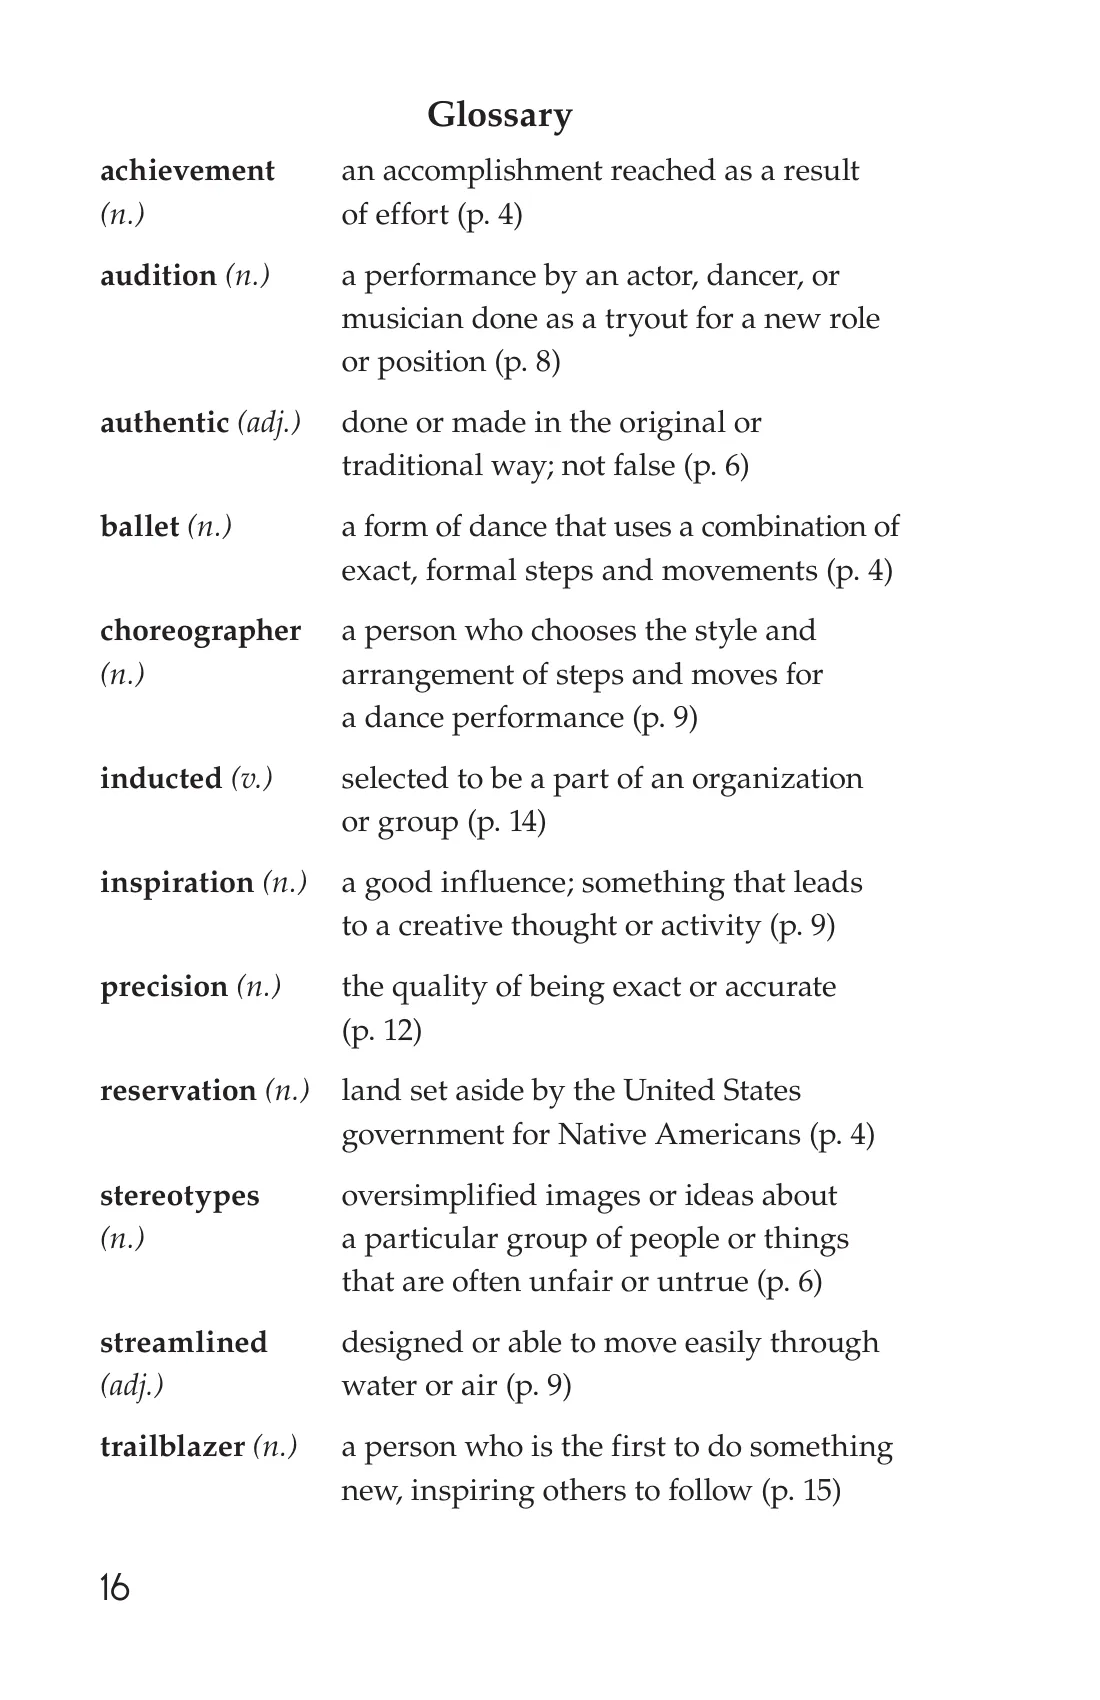 Glossary
achievement an accomplishment reached as a result
(n.) of effort (p. 4)
audition (n.) a performance by an actor, dancer, or
musician done as a tryout for a new role
or position (p. 8)
authentic (adj.) done or made in the original or
traditional way; not false (p. 6)
ballet (n.) a form of dance that uses a combination of
exact, formal steps and movements (p. 4)
choreographer a person who chooses the style and
(n.) arrangement of steps and moves for
a dance performance (p. 9)
inducted (v.) selected to be a part of an organization
or group (p. 14)
inspiration (n.) a good influence; something that leads
to a creative thought or activity (p. 9)
precision (n.) the quality of being exact or accurate
(p. 12)
reservation (n.) land set aside by the United States
government for Native Americans (p. 4)
stereotypes oversimplified images or ideas about
(n.) a particular group of people or things
that are often unfair or untrue (p. 6)
streamlined designed or able to move easily through
(adj.) water or air (p. 9)
trailblazer (n.) a person who is the first to do something
new, inspiring others to follow (p. 15)
16